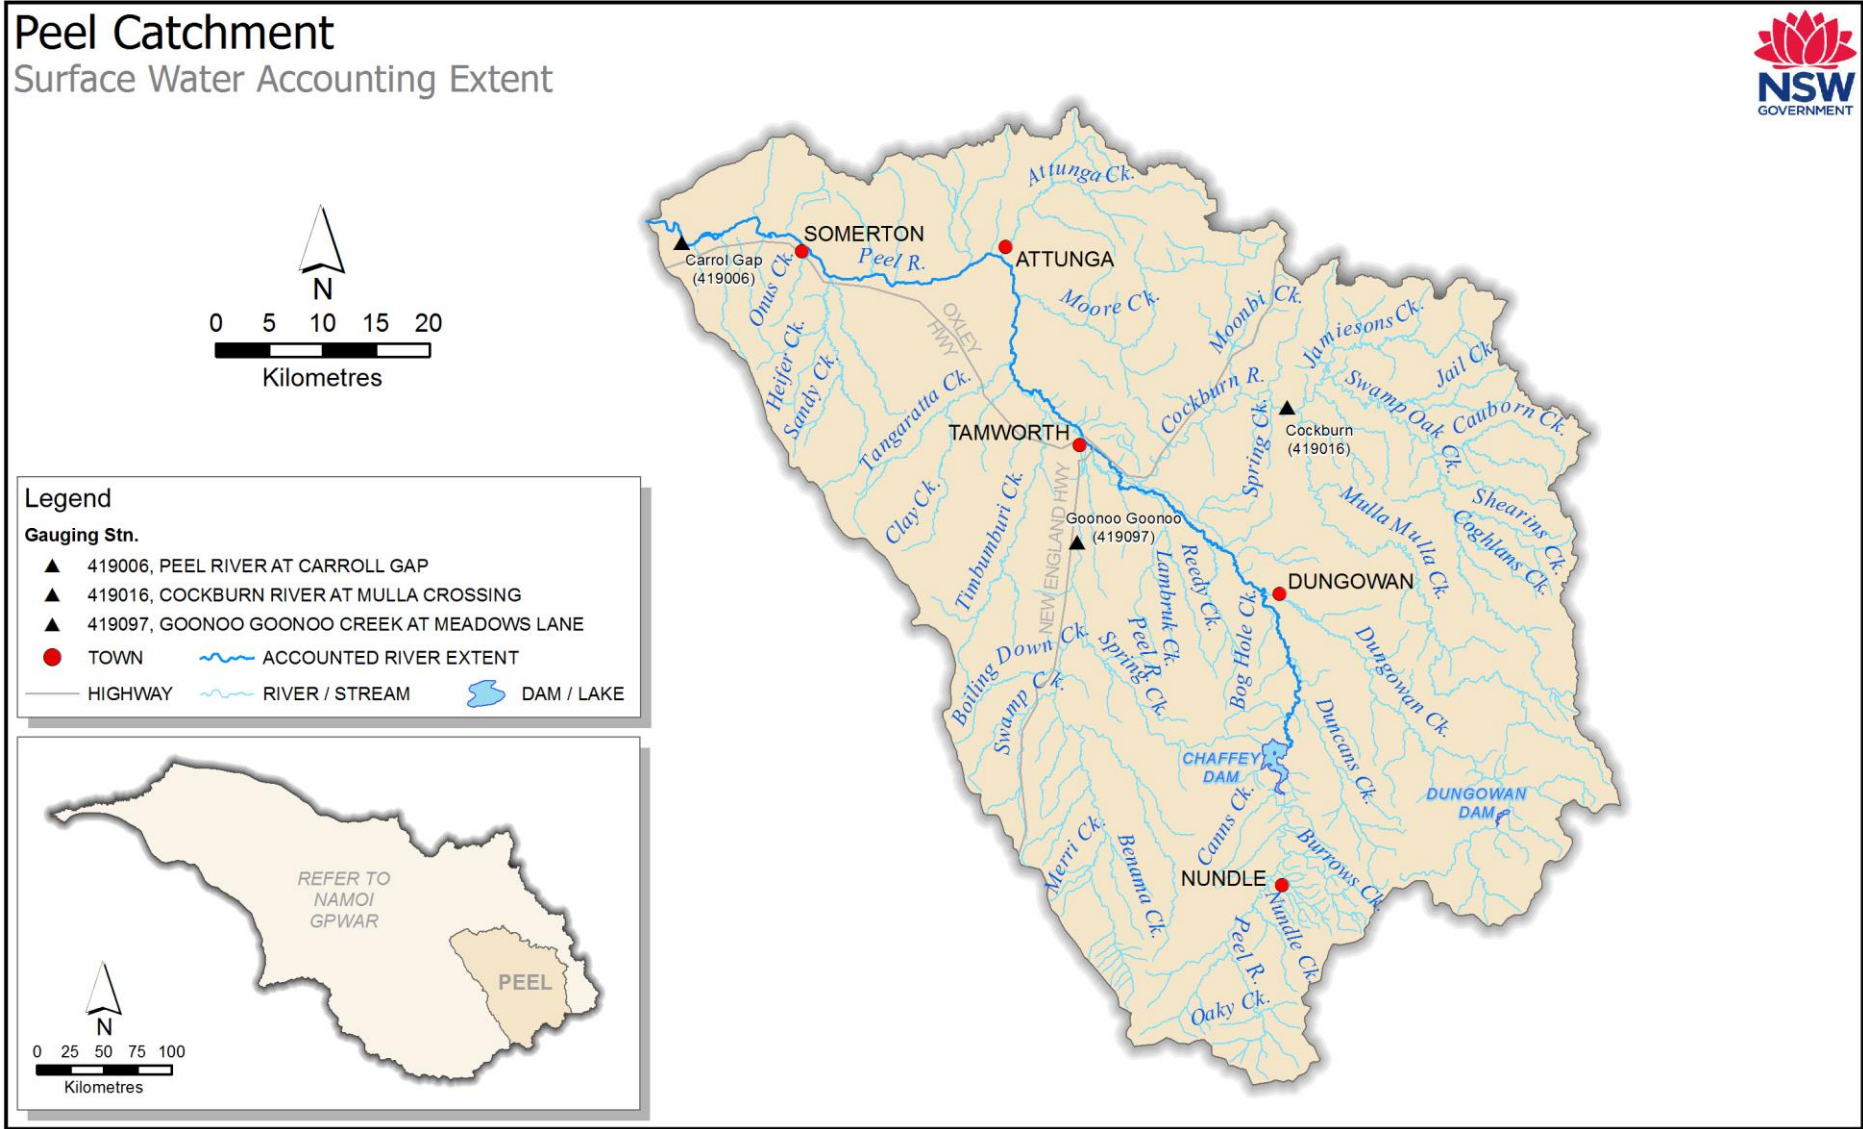 Peel Catchment
Surface Water Accounting Extent
NSW
GOVERNMENT
N
0 5 10 15 20
Kilometres
Attunga Ck.
SOMERTON
Peel R.
ATTUNGA
Carrol Gap
(419006)
Onus Ck.
Moore Ck.
Moonbi Ck.
Jamiesons Ck.
OXLEY
HWY
Heifer Ck.
Sandy Ck.
Jail Ck.
Tangaratta Ck.
Cockburn R.
Swamp Oak Ck.
Cauborn Ck.
TAMWORTH
Spring Ck.
Cockburn
(419016)
Clay Ck.
Timbumburi Ck.
NEW ENGLAND HWY
Goonoo Goonoo
(419097)
Mulla Mulla Ck.
Shearins Ck.
Coghlans Ck.
Reedy Ck.
Lambruk Ck.
DUNGOWAN
Bog Hole Ck.
Peel R.
Spring Ck.
Boiling Down Ck.
Swamp Ck.
Dungowan Ck.
Duncans Ck.
CHAFFEY
DAM
DUNGOWAN
DAM
Canns Ck.
Merri Ck.
Benama Ck.
Burrows Ck.
NUNDLE
Nundle Ck.
Peel R.
Oaky Ck.
Legend
Gauging Stn.
419006, PEEL RIVER AT CARROLL GAP
419016, COCKBURN RIVER AT MULLA CROSSING
419097, GOONOO GOONOO CREEK AT MEADOWS LANE
TOWN ACCOUNTED RIVER EXTENT
HIGHWAY RIVER / STREAM DAM / LAKE
REFER TO
NAMOI
GPWAR
PEEL
N
0 25 50 75 100
Kilometres